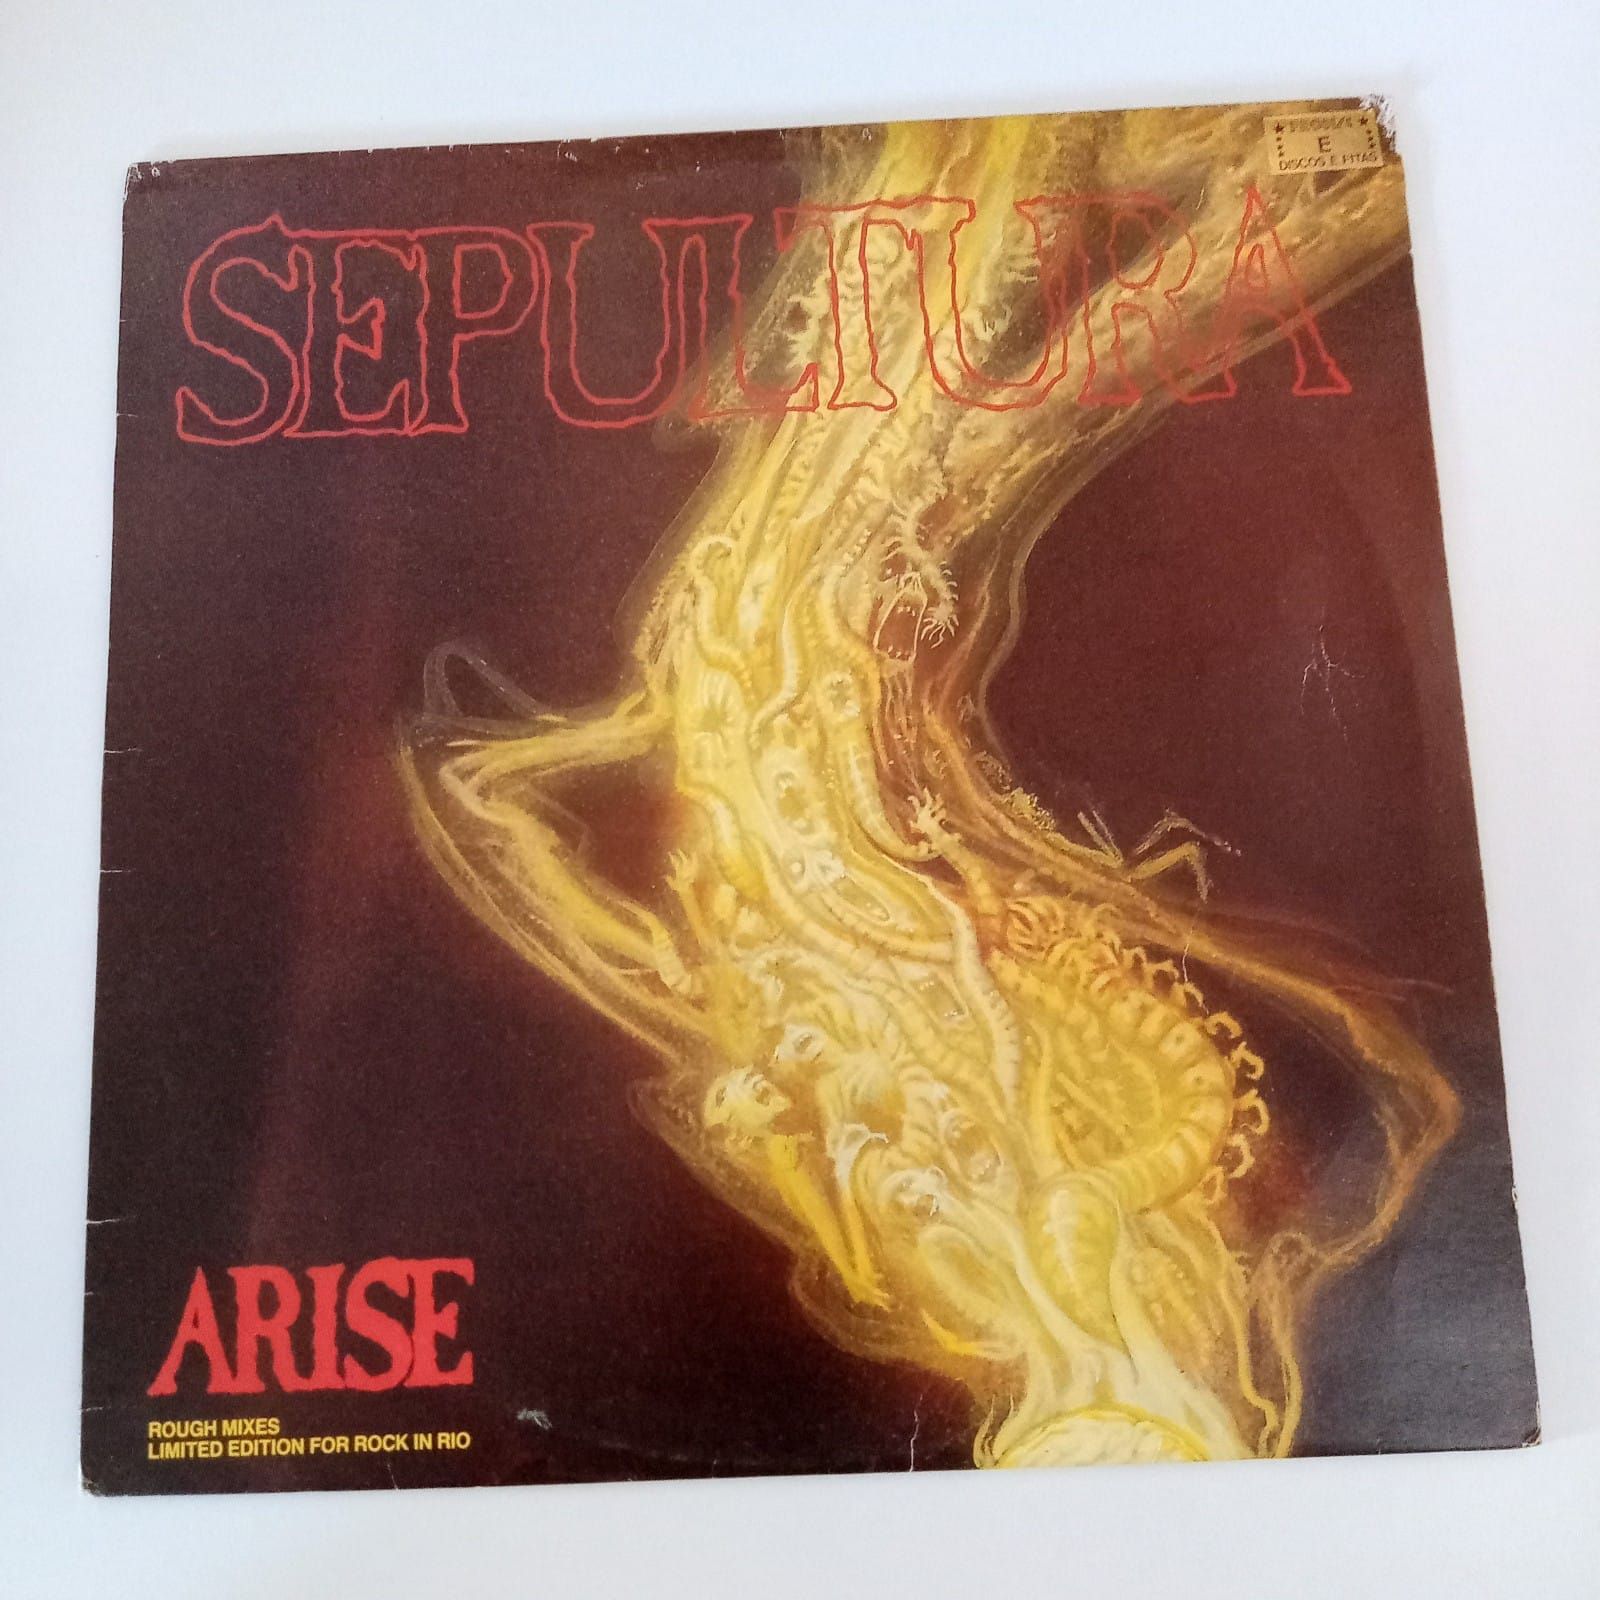 E
DISCOS E FITAS
SEPULTURA
ARISE
ROUGH MIXES
LIMITED EDITION FOR ROCK IN RIO